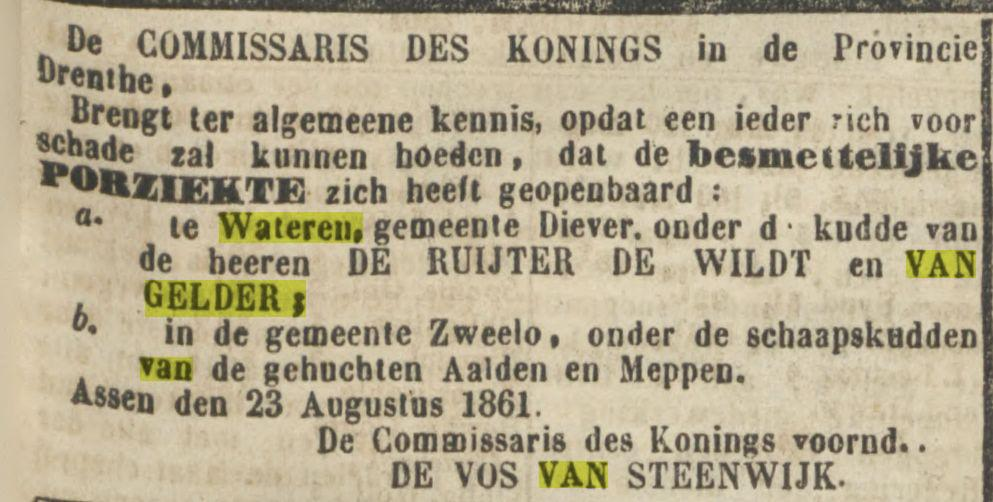 De COMMISSARIS DES KONINGS in de Provincie
Drenthe,
Brengt ter algemeene kennis, opdat een ieder zich voor
schade zal kunnen hoeden, dat de besmettelijke
PORZIEKTE zich heeft geopenbaard :
a. te Wateren, gemeente Diever, onder d kudde van
de heeren DE RUIJTER DE WILDT en VAN
GELDER;
b. in de gemeente Zweelo, onder de schaapskudden
van de gehuchten Aalden en Meppen.
Assen den 23 Augustus 1861.
De Commissaris des Konings voornd..
DE VOS VAN STEENWIJK.